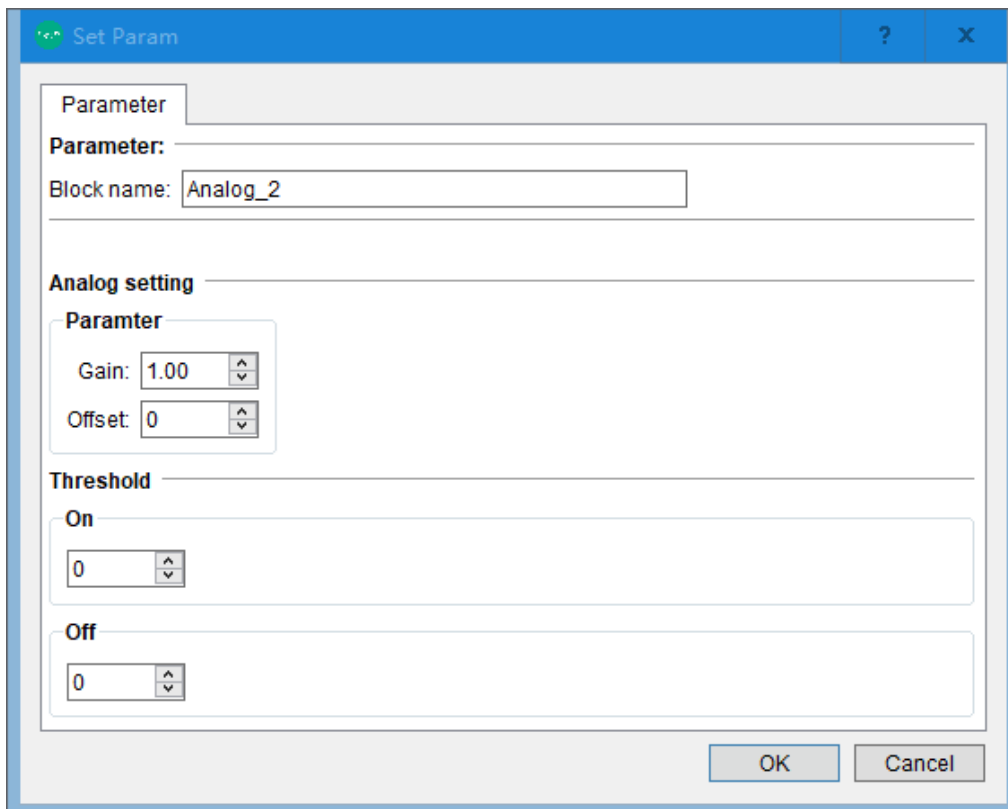 Set Param ? x
Parameter
Parameter:
Block name: Analog_2
Analog setting
Paramter
Gain: 1.00
Offset: 0
Threshold
On
0
Off
0
OK Cancel